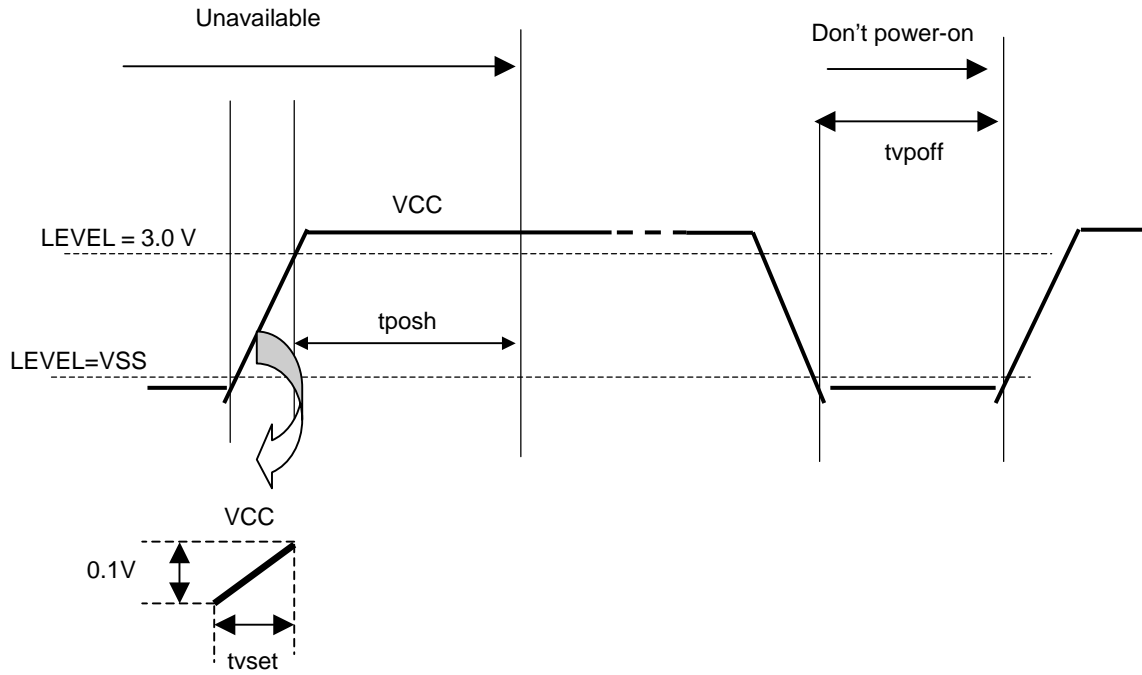 Unavailable
Don't power-on
tvpoff
VCC
LEVEL = 3.0 V
tposh
LEVEL=VSS
VCC
0.1V
tvset